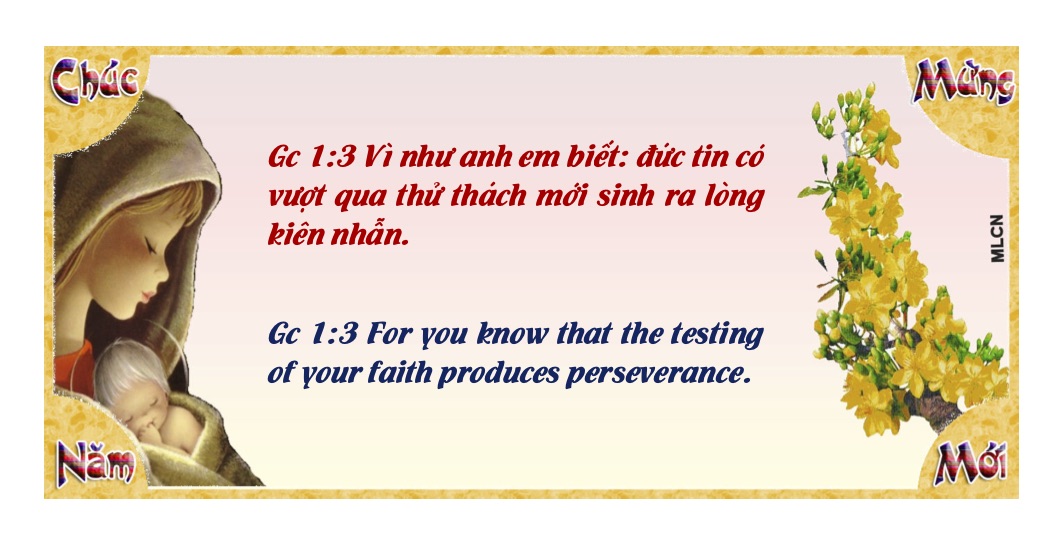 Chúc
Mừng
Gc 1:3 Vì như anh em biết: đức tin có
vượt qua thử thách mới sinh ra lòng
kiên nhẫn.
MLCN
Gc 1:3 For you know that the testing
of your faith produces perseverance.
Năm
Mới